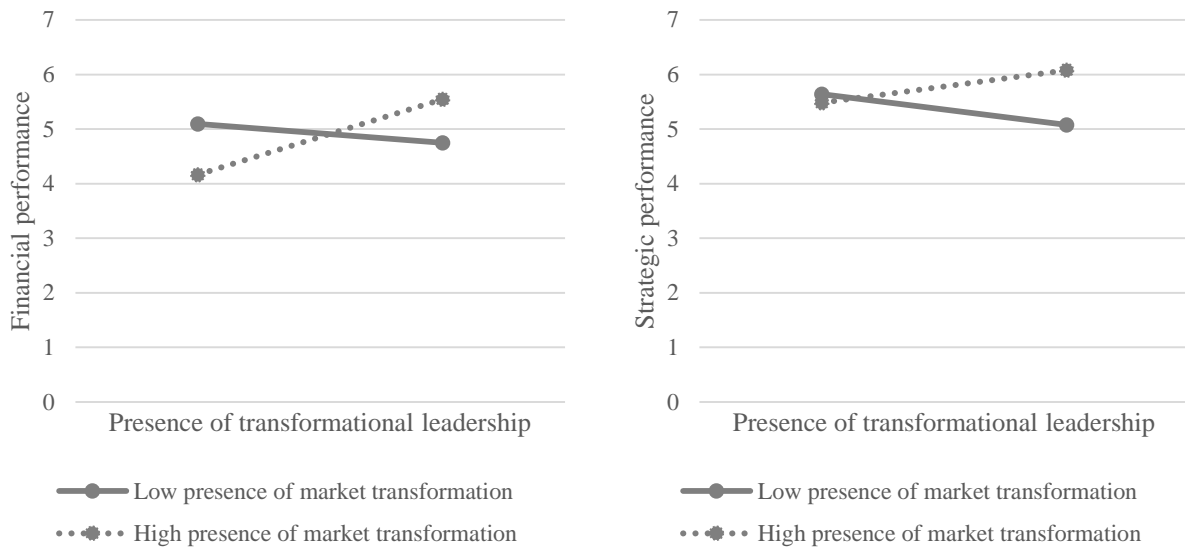 7
6
5
4
3
2
1
0
Financial performance
Presence of transformational leadership
Low presence of market transformation
High presence of market transformation
7
6
5
4
3
2
1
0
Strategic performance
Presence of transformational leadership
Low presence of market transformation
High presence of market transformation